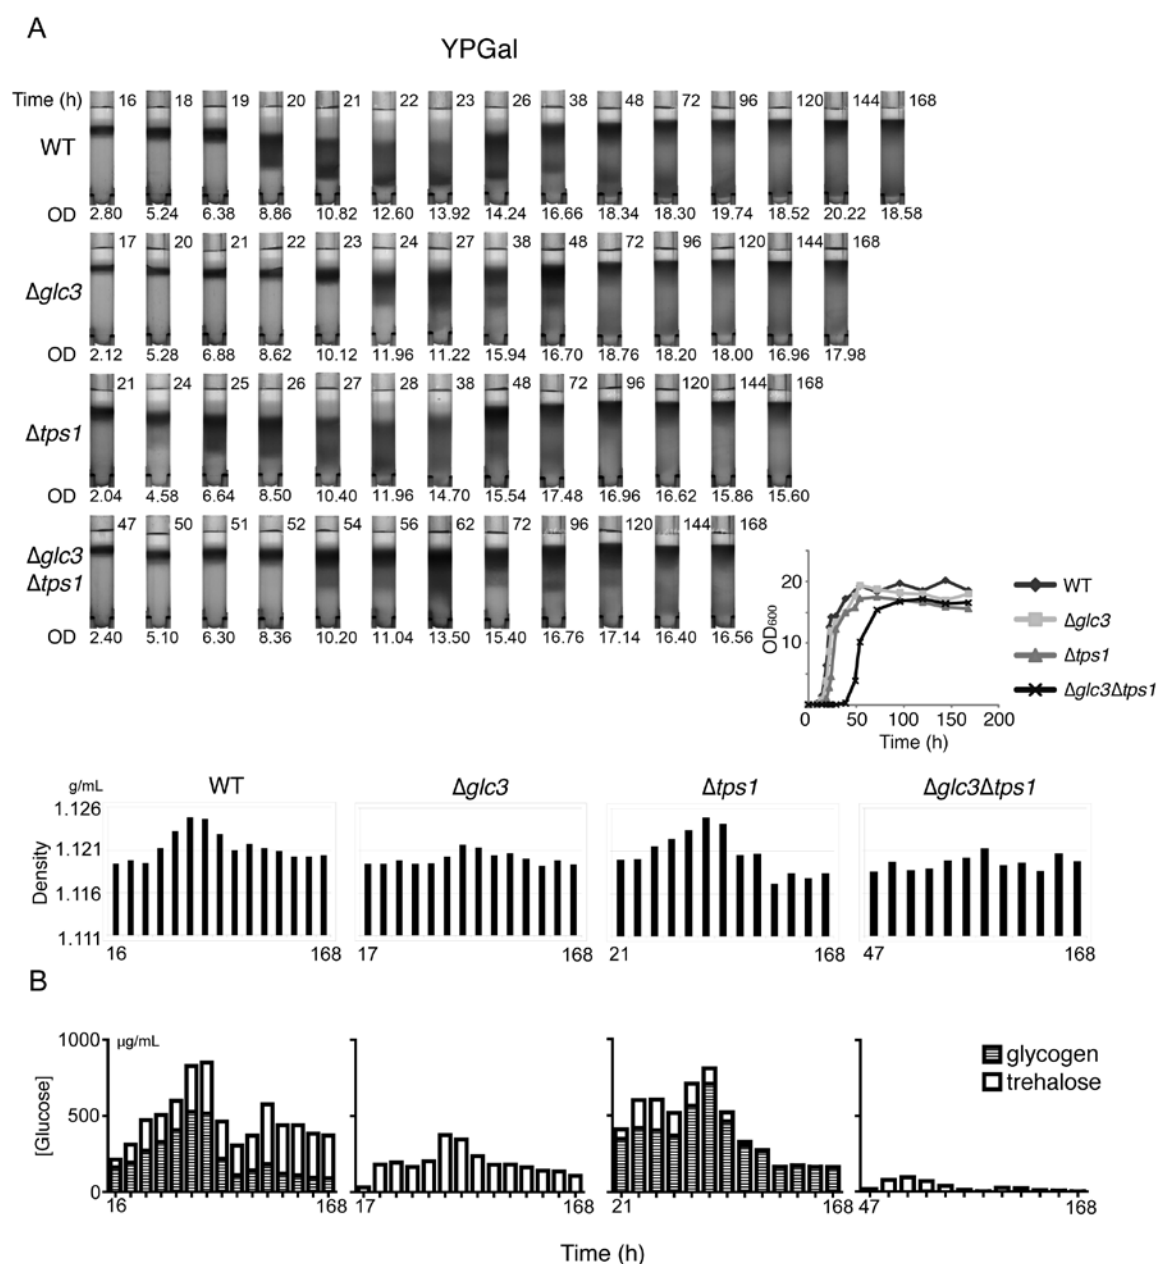 A
YPGal
Time (h) 16 18 19 20 21 22 23 26 38 48 72 96 120 144 168
WT
OD 2.80 5.24 6.38 8.86 10.82 12.60 13.92 14.24 16.66 18.34 18.30 19.74 18.52 20.22 18.58
17 20 21 22 23 24 27 38 48 72 96 120 144 168
Δglc3
OD 2.12 5.28 6.88 8.62 10.12 11.96 11.22 15.94 16.70 18.76 18.20 18.00 16.96 17.98
21 24 25 26 27 28 38 48 72 96 120 144 168
Δtps1
OD 2.04 4.58 6.64 8.50 10.40 11.96 14.70 15.54 17.48 16.96 16.62 15.86 15.60
47 50 51 52 54 56 62 72 96 120 144 168
Δglc3
Δtps1
OD 2.40 5.10 6.30 8.36 10.20 11.04 13.50 15.40 16.76 17.14 16.40 16.56
OD600
20
10
0 50 100 150 200
Time (h)
WT
Δglc3
Δtps1
Δglc3Δtps1
g/mL WT Δglc3 Δtps1 Δglc3Δtps1
Density
1.126
1.121
1.116
1.111
16 168 17 168 21 168 47 168
B
[Glucose]
1000 µg/mL
500
0
glycogen
trehalose
16 168 17 168 21 168 47 168
Time (h)